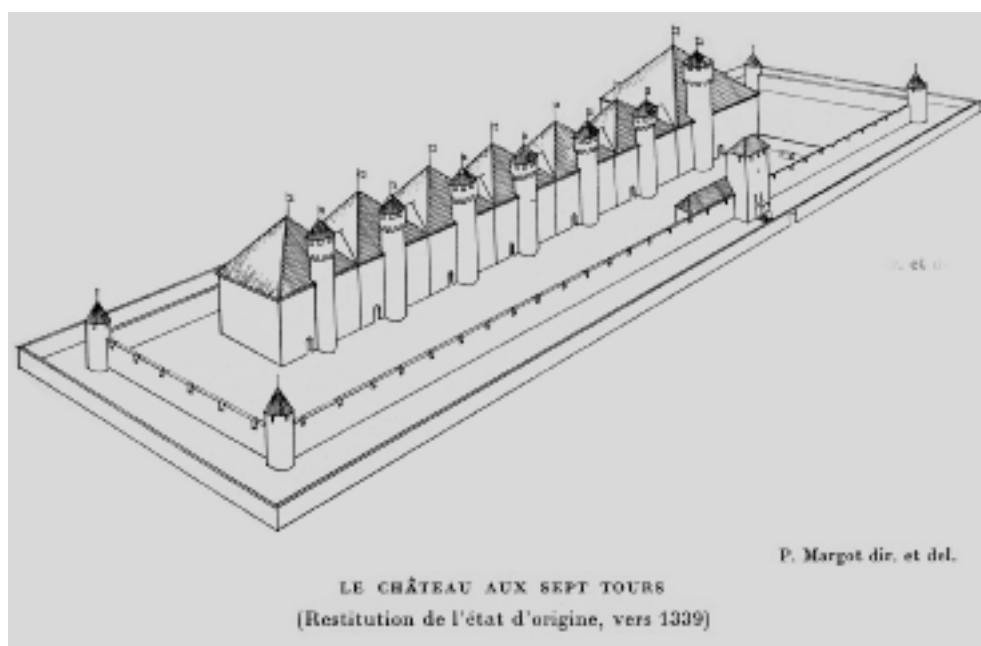 P. Margot dir. et del.
LE CHÂTEAU AUX SEPT TOURS
(Restitution de l'état d'origine, vers 1339)